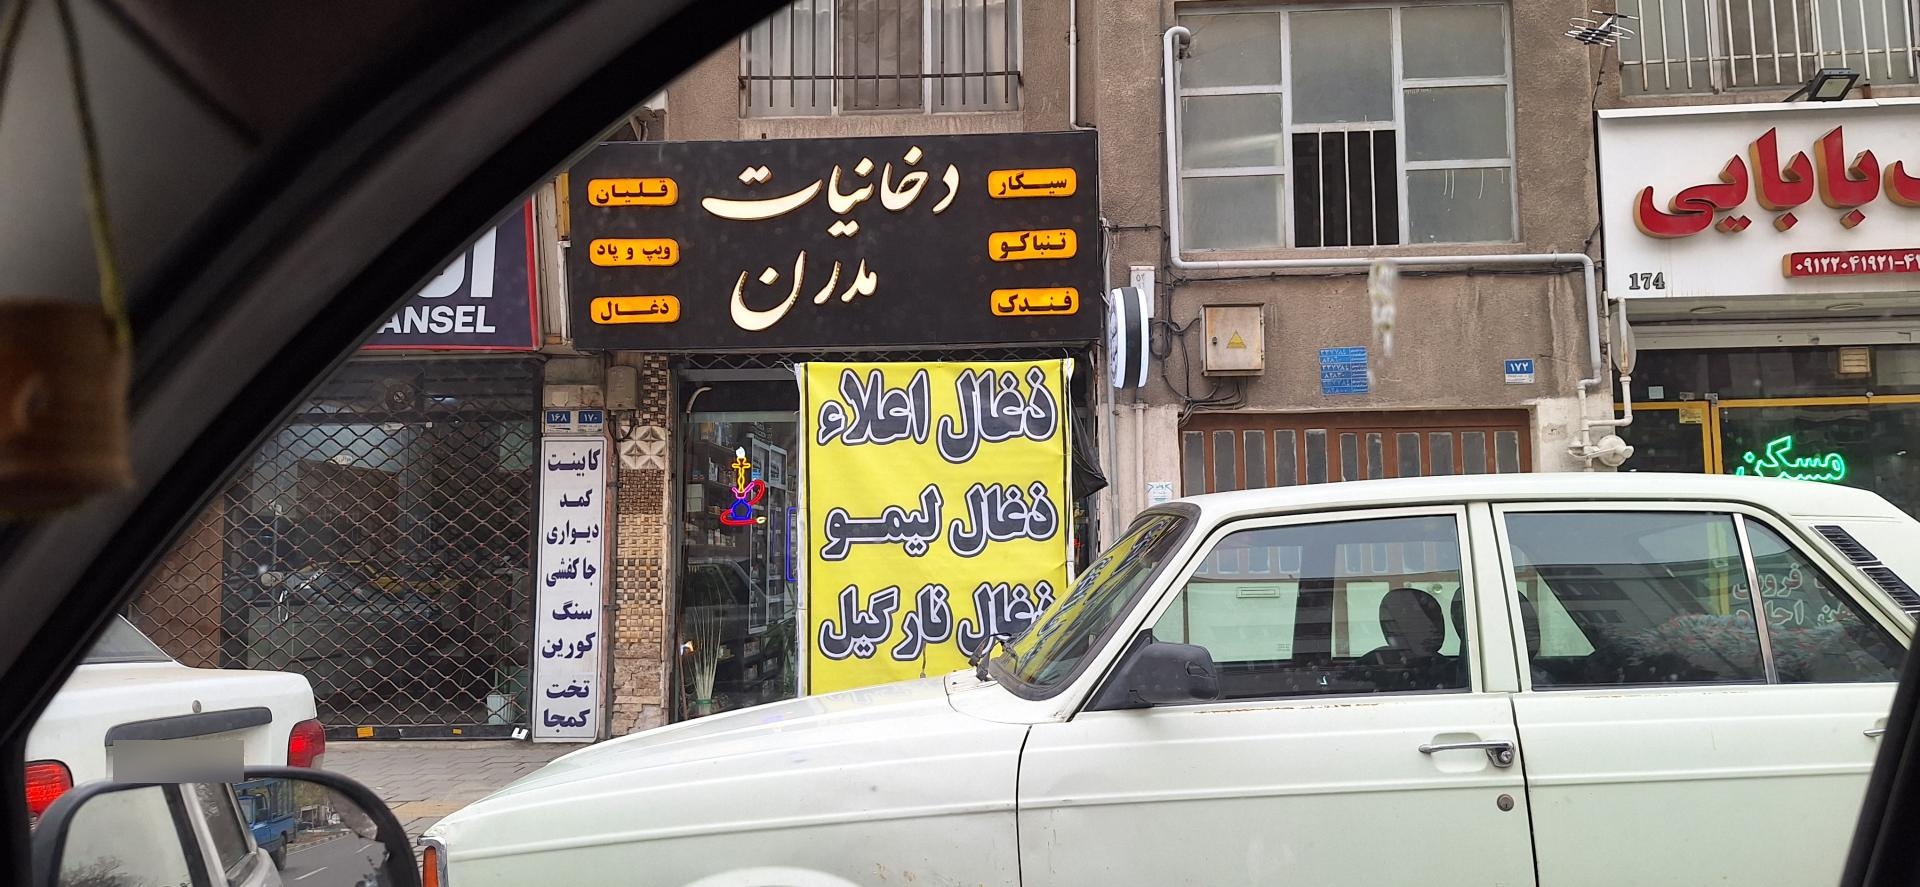 ANSEL
دخانیات
مدرن
سیگار
تنباکو
فندک
قلیان
ویپ و پاد
ذغال
ذغال اعلاء
ذغال لیمو
ذغال نارگیل
۱۶۸
۱۷۰
کابینت
کمد
دیواری
جاکفشی
سنگ
کورین
تخت
کمجا
۱۷۲
بابایی
174
مسکن